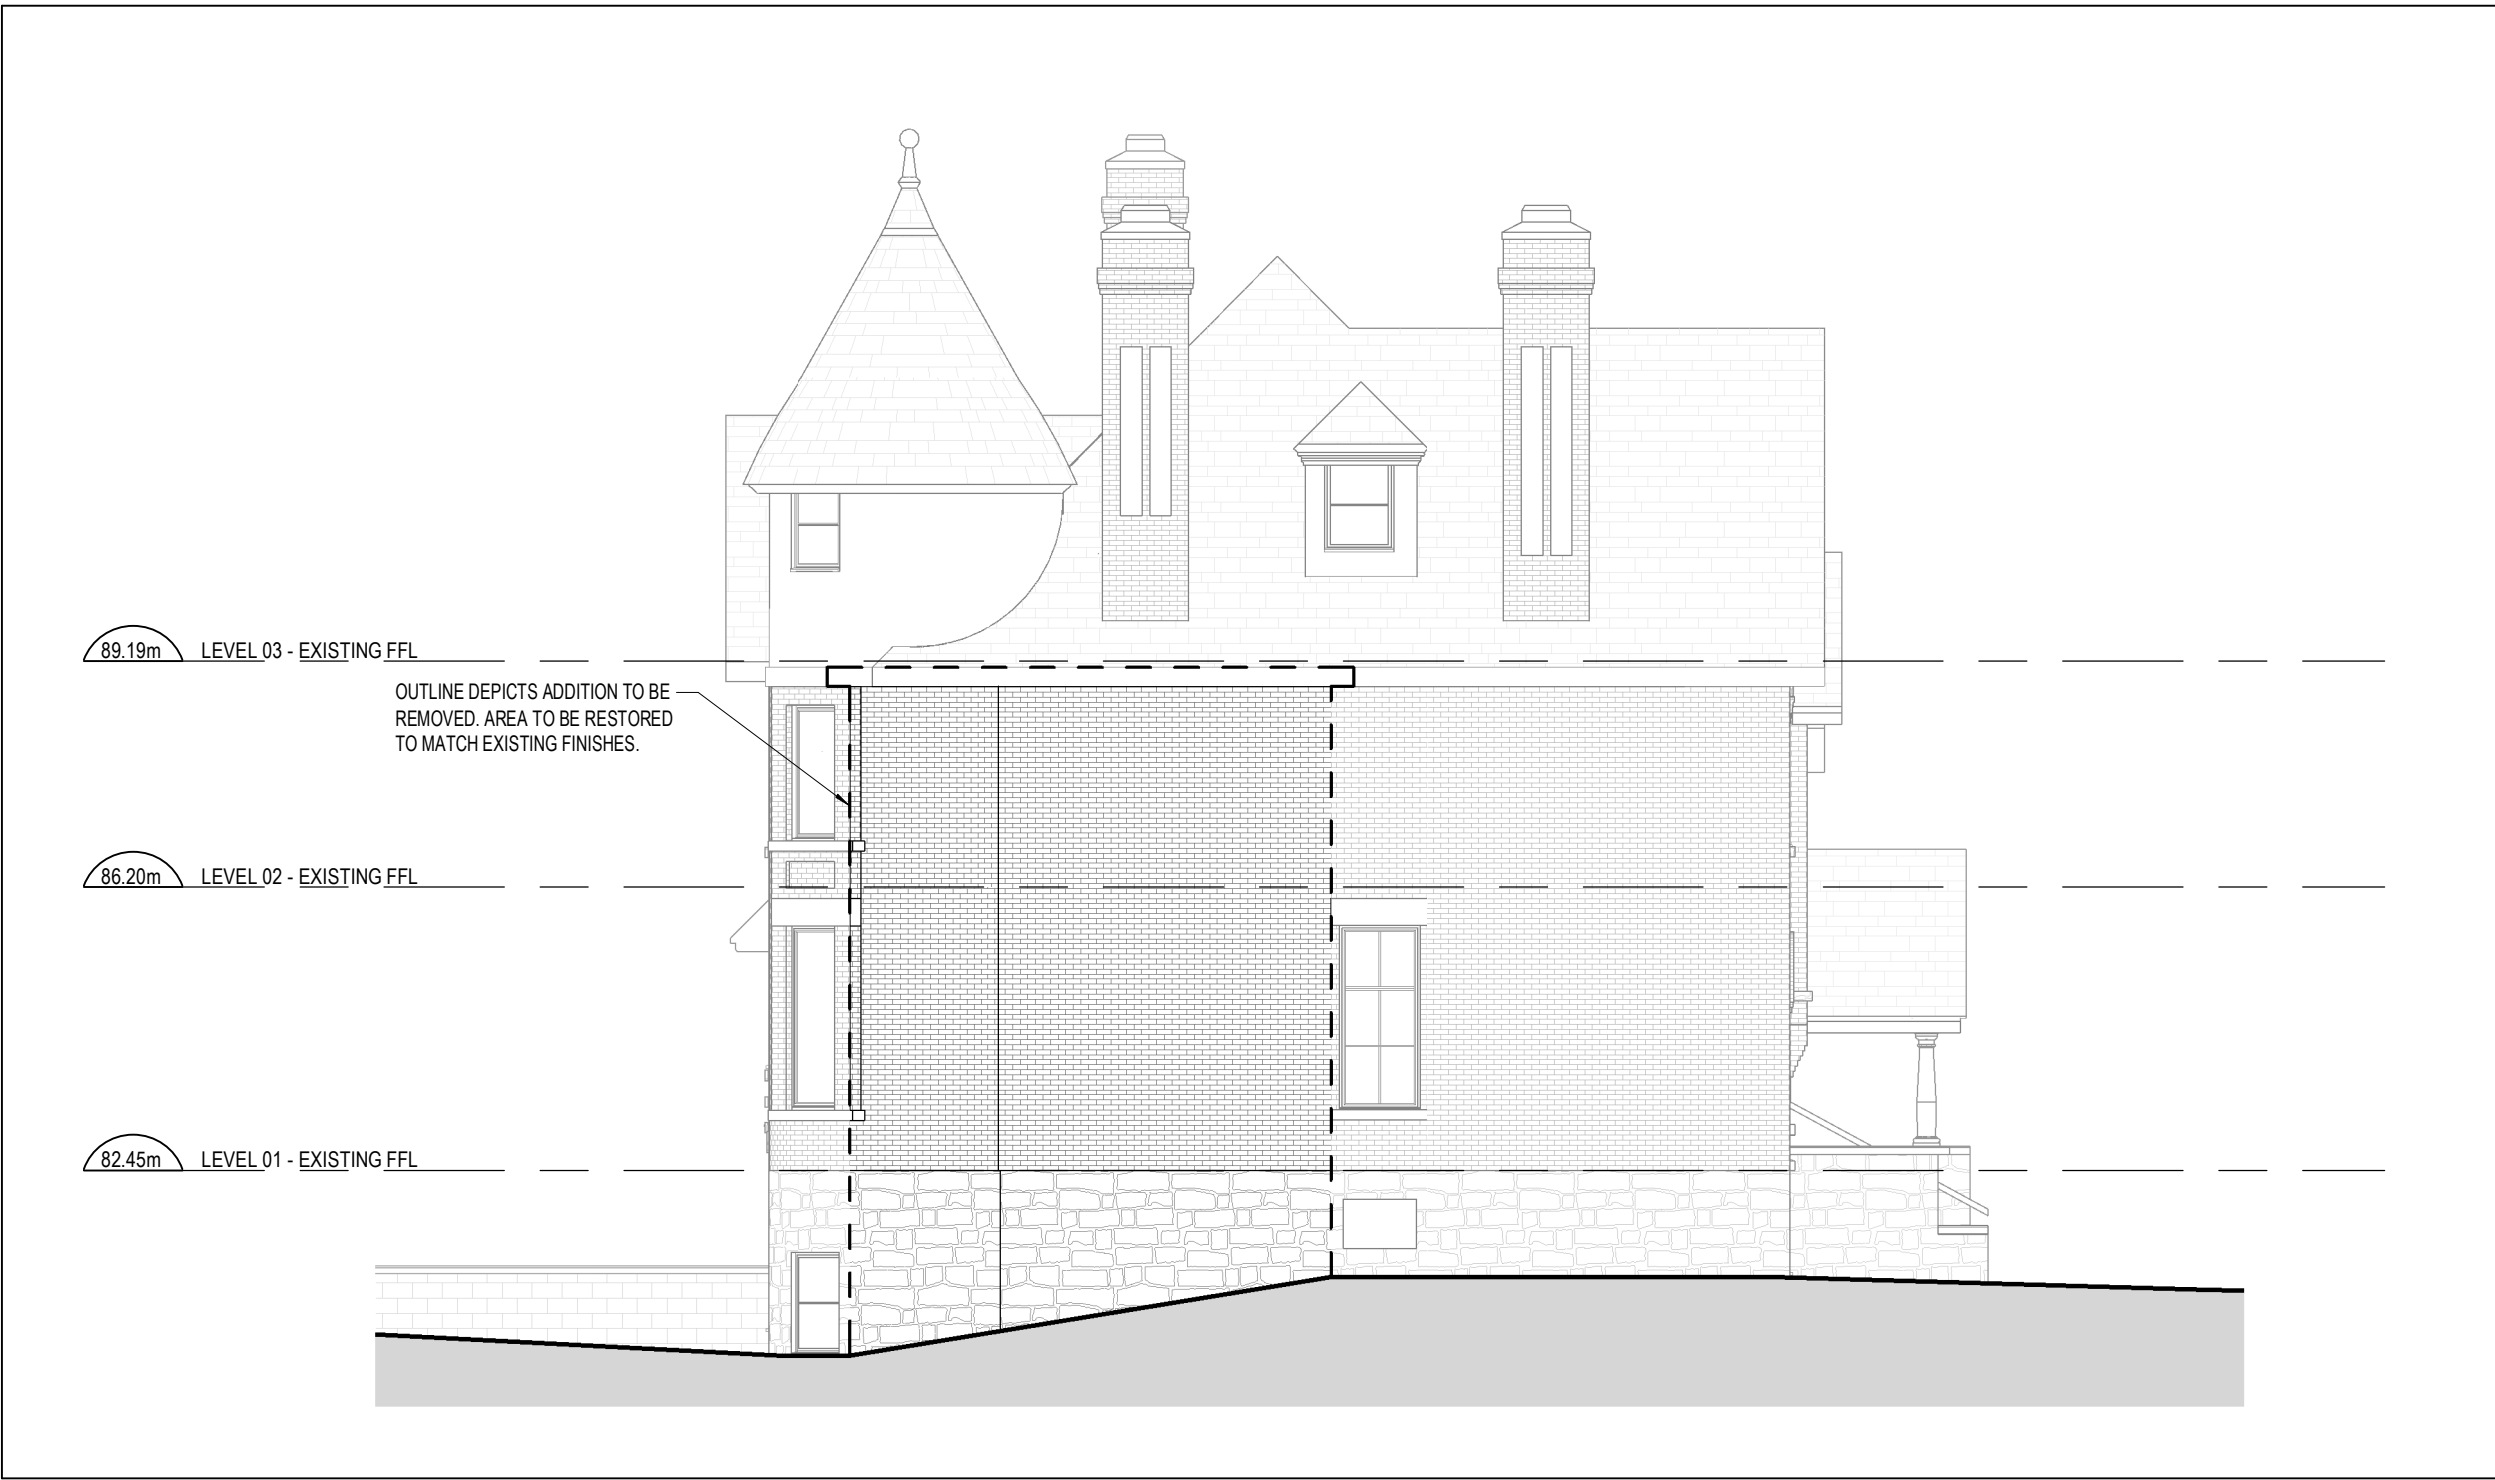 89.19m LEVEL 03 - EXISTING FFL
OUTLINE DEPICTS ADDITION TO BE
REMOVED. AREA TO BE RESTORED
TO MATCH EXISTING FINISHES.
86.20m LEVEL 02 - EXISTING FFL
82.45m LEVEL 01 - EXISTING FFL